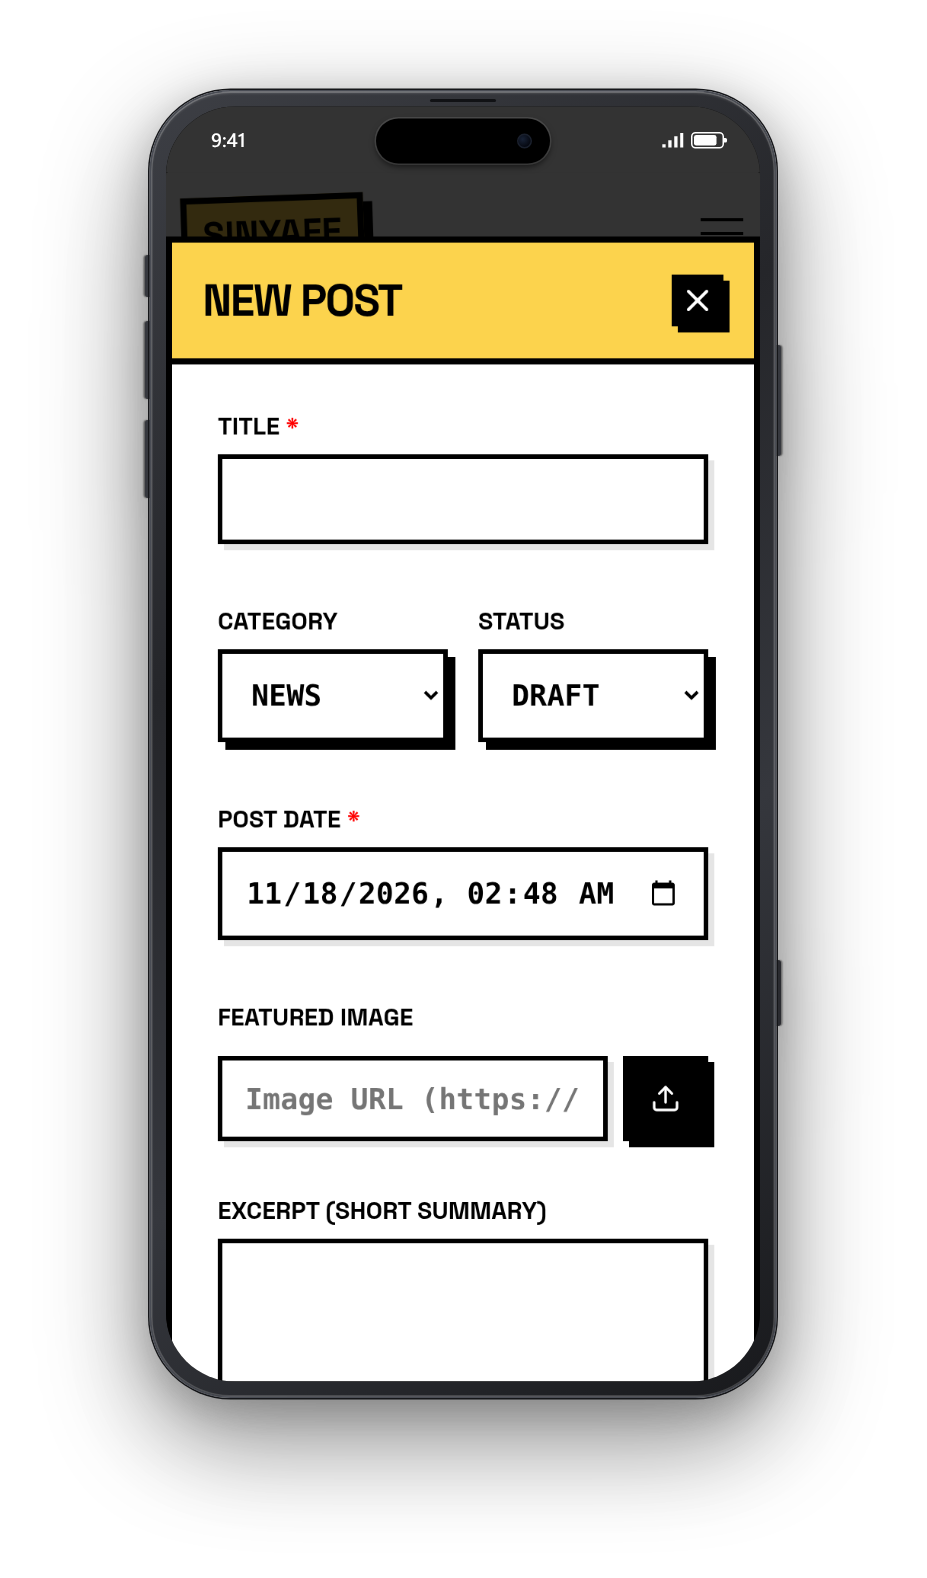 9:41
SINYAFE
NEW POST
TITLE *
CATEGORY STATUS
NEWS DRAFT
POST DATE *
11/18/2026, 02:48 AM
FEATURED IMAGE
Image URL (https://
EXCERPT (SHORT SUMMARY)